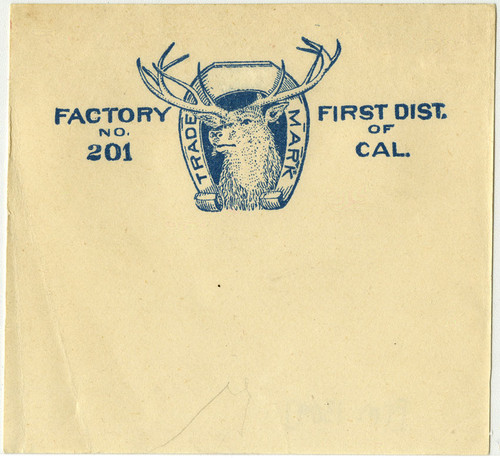 FACTORY
NO.
201
TRADE
MARK
FIRST DIST.
OF
CAL.